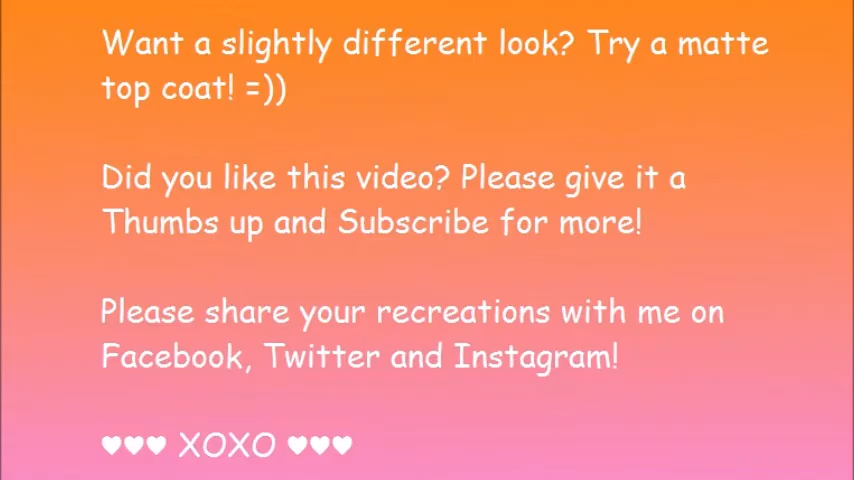 Want a slightly different look? Try a matte
top coat! =))
Did you like this video? Please give it a
Thumbs up and Subscribe for more!
Please share your recreations with me on
Facebook, Twitter and Instagram!
♥♥♥ XOXO ♥♥♥